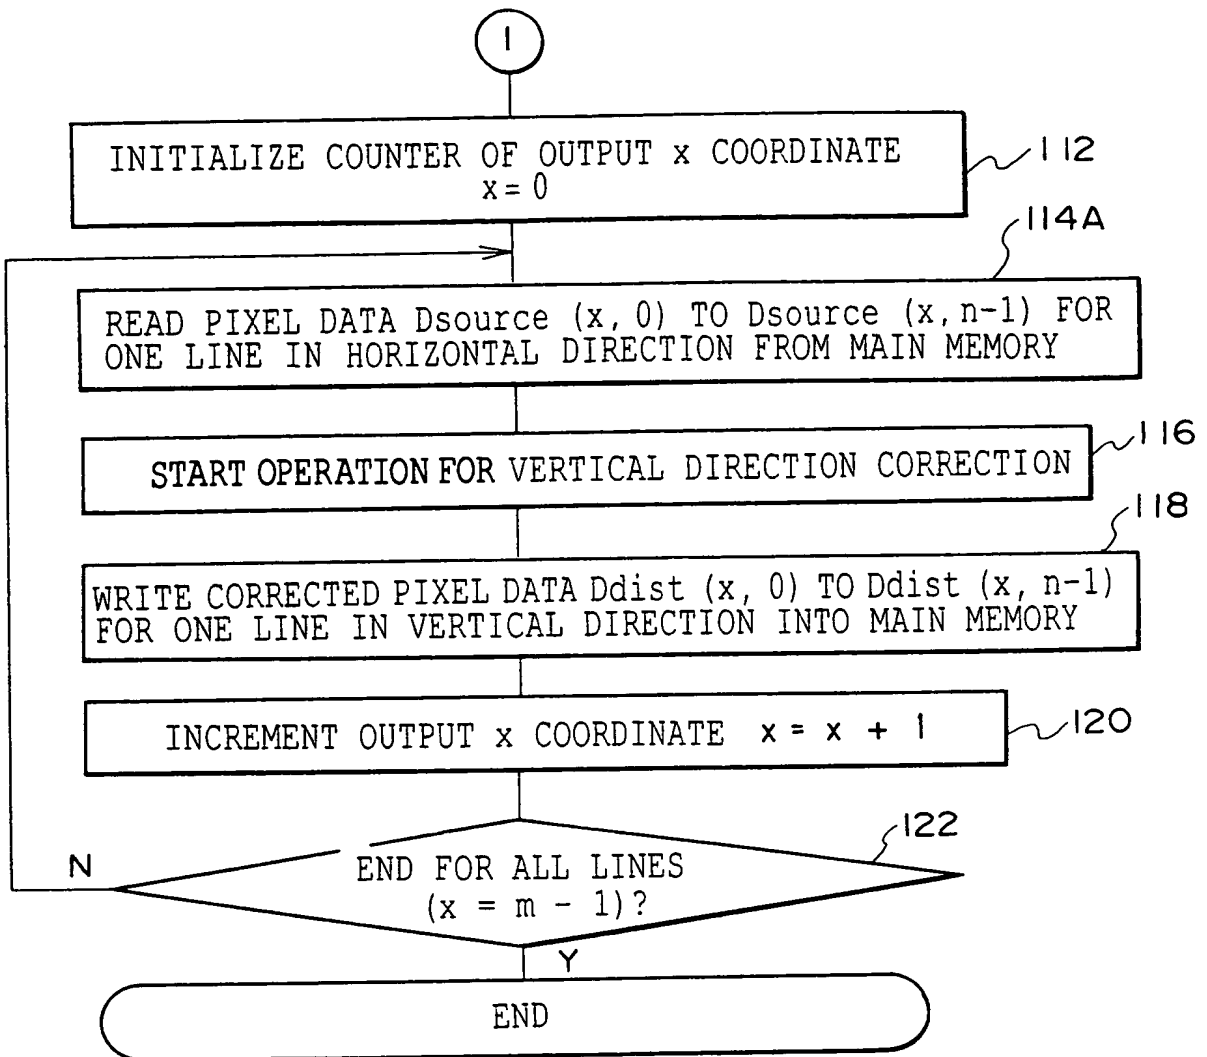 1
INITIALIZE COUNTER OF OUTPUT x COORDINATE
x = 0
112
114A
READ PIXEL DATA Dsource (x, 0) TO Dsource (x, n-1) FOR
ONE LINE IN HORIZONTAL DIRECTION FROM MAIN MEMORY
116
START OPERATION FOR VERTICAL DIRECTION CORRECTION
118
WRITE CORRECTED PIXEL DATA Ddist (x, 0) TO Ddist (x, n-1)
FOR ONE LINE IN VERTICAL DIRECTION INTO MAIN MEMORY
INCREMENT OUTPUT x COORDINATE x = x + 1
120
122
N
END FOR ALL LINES
(x = m - 1)?
Y
END